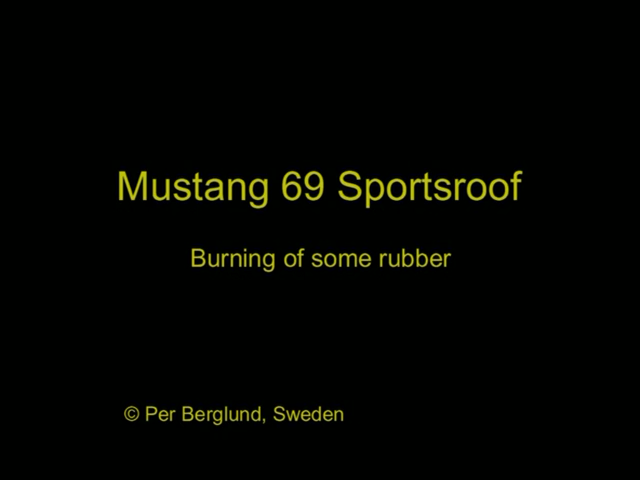 Mustang 69 Sportsroof
Burning of some rubber
© Per Berglund, Sweden